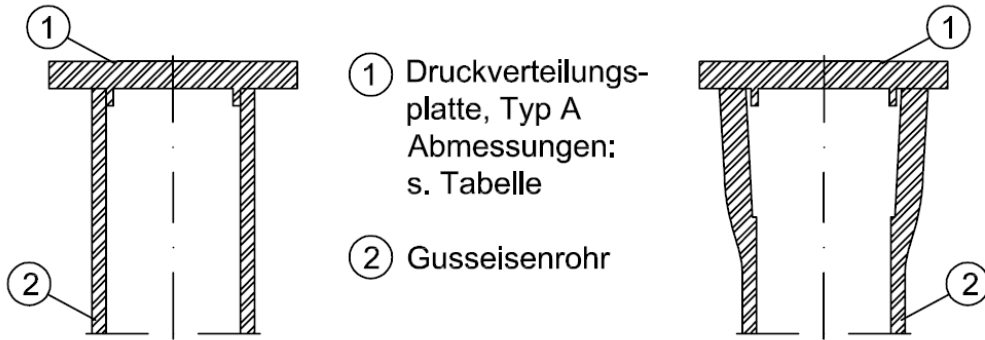 1
1
1 Druckverteilungs-
platte, Typ A
Abmessungen:
s. Tabelle
2 Gusseisenrohr
2
2